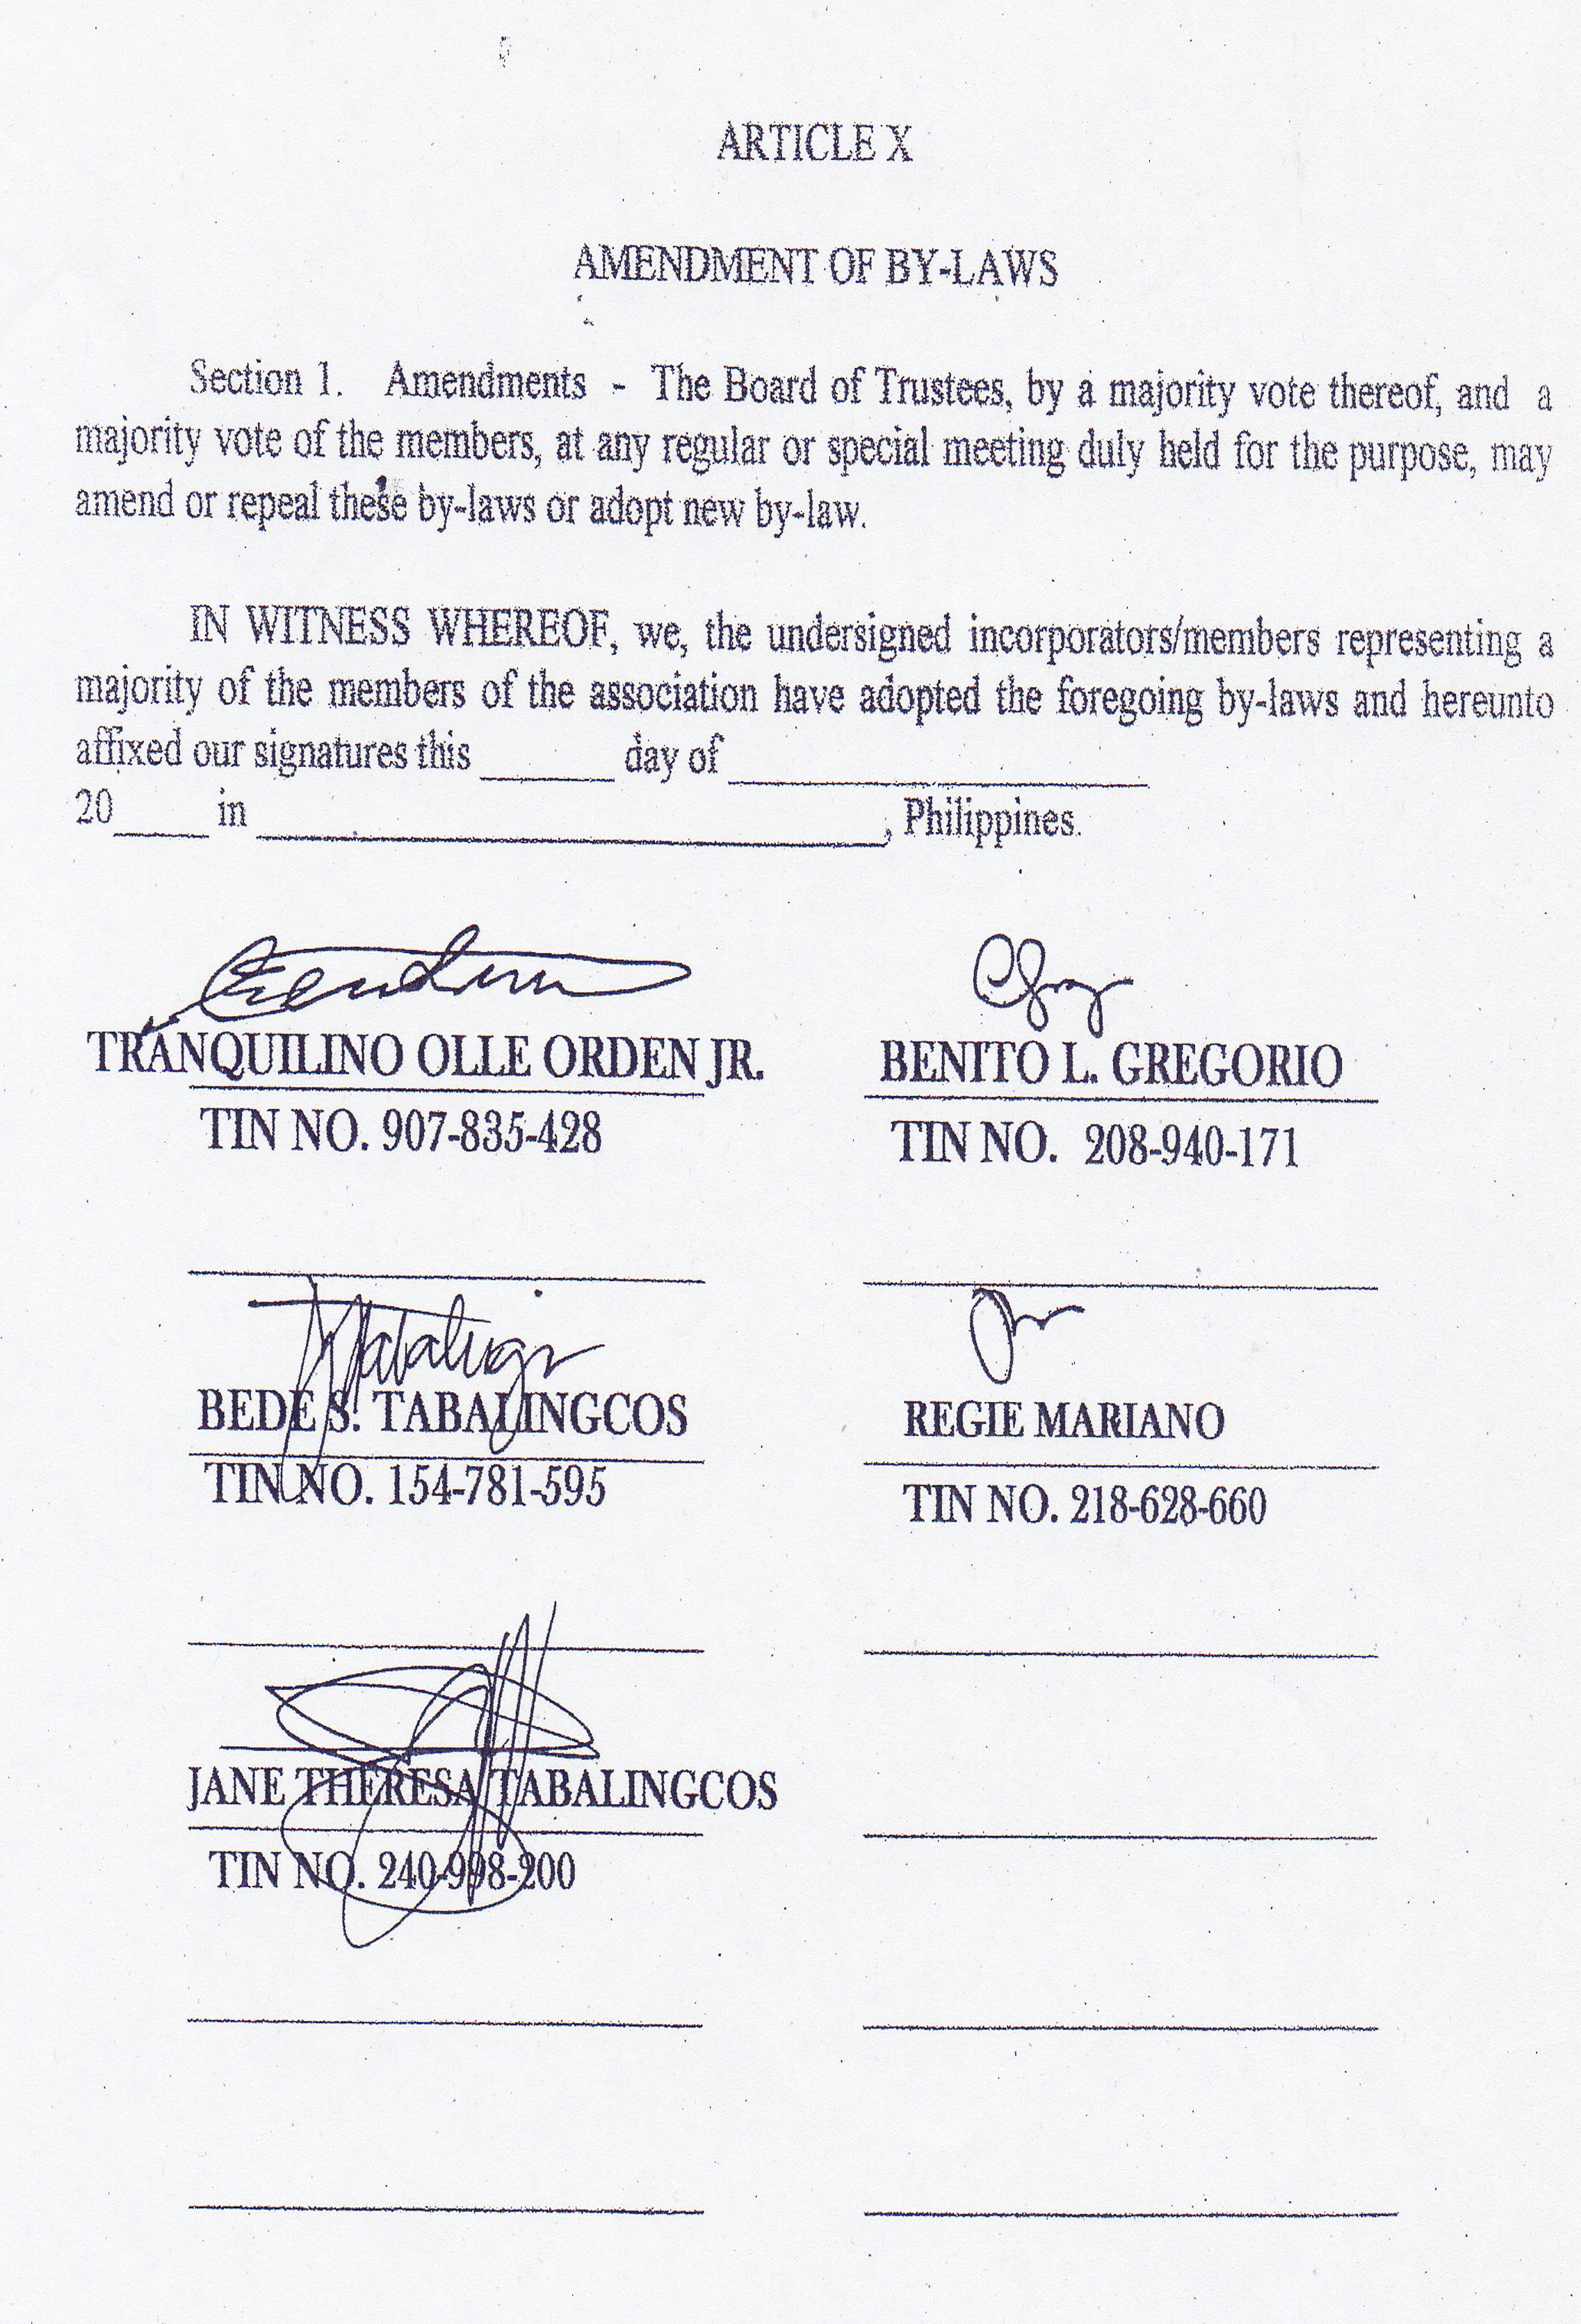 ARTICLE X
AMENDMENT OF BY-LAWS
Section 1. Amendments - The Board of Trustees, by a majority vote thereof, and a
majority vote of the members, at any regular or special meeting duly held for the purpose, may
amend or repeal these by-laws or adopt new by-law.
IN WITNESS WHEREOF, we, the undersigned incorporators/members representing a
majority of the members of the association have adopted the foregoing by-laws and hereunto
affixed our signatures this ______ day of ____________________
20____ in ______________________________, Philippines.
TRANQUILINO OLLE ORDEN JR. BENITO L. GREGORIO
TIN NO. 907-835-428 TIN NO. 208-940-171
BEDE S. TABALINGCOS REGIE MARIANO
TIN NO. 154-781-595 TIN NO. 218-628-660
JANE THERESA TABALINGCOS
TIN NO. 240-998-200